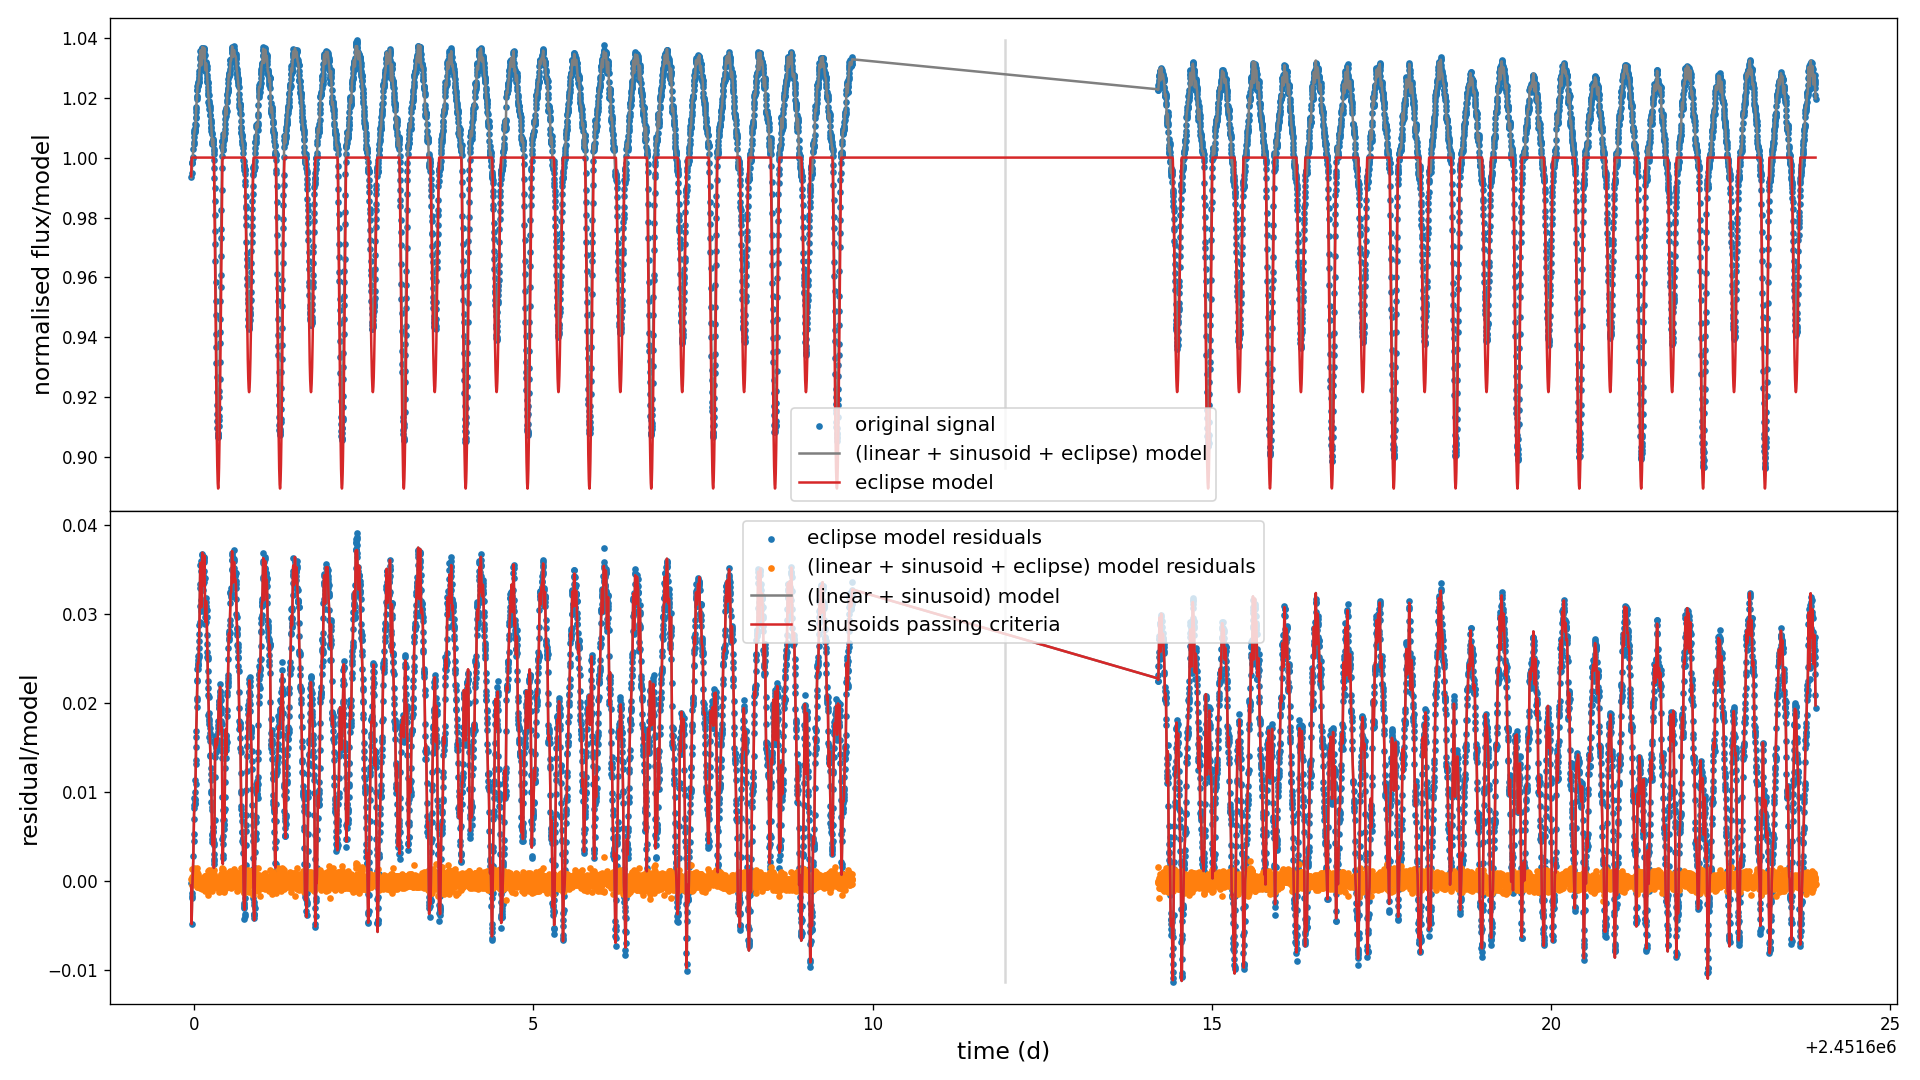 1.04
1.02
1.00
0.98
0.96
0.94
0.92
0.90
normalised flux/model
original signal
(linear + sinusoid + eclipse) model
eclipse model
0.04
0.03
0.02
0.01
0.00
−0.01
residual/model
eclipse model residuals
(linear + sinusoid + eclipse) model residuals
(linear + sinusoid) model
sinusoids passing criteria
0 5 10 15 20 25
time (d)
+2.4516e6